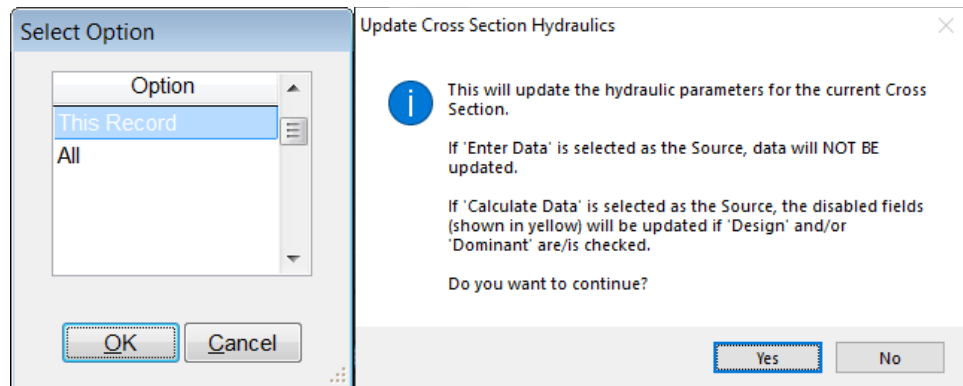 Select Option
Option
This Record
All
OK
Cancel
Update Cross Section Hydraulics
i
This will update the hydraulic parameters for the current Cross
Section.
If 'Enter Data' is selected as the Source, data will NOT BE
updated.
If 'Calculate Data' is selected as the Source, the disabled fields
(shown in yellow) will be updated if 'Design' and/or
'Dominant' are/is checked.
Do you want to continue?
Yes
No